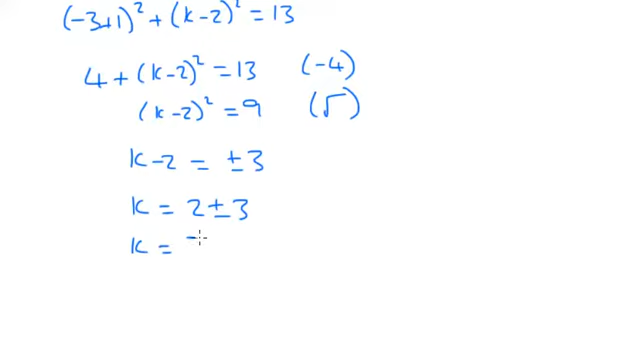 (-3+1)² + (k-2)² = 13
4 + (k-2)² = 13 (-4)
(k-2)² = 9 (√)
k-2 = ±3
k = 2±3
k = -